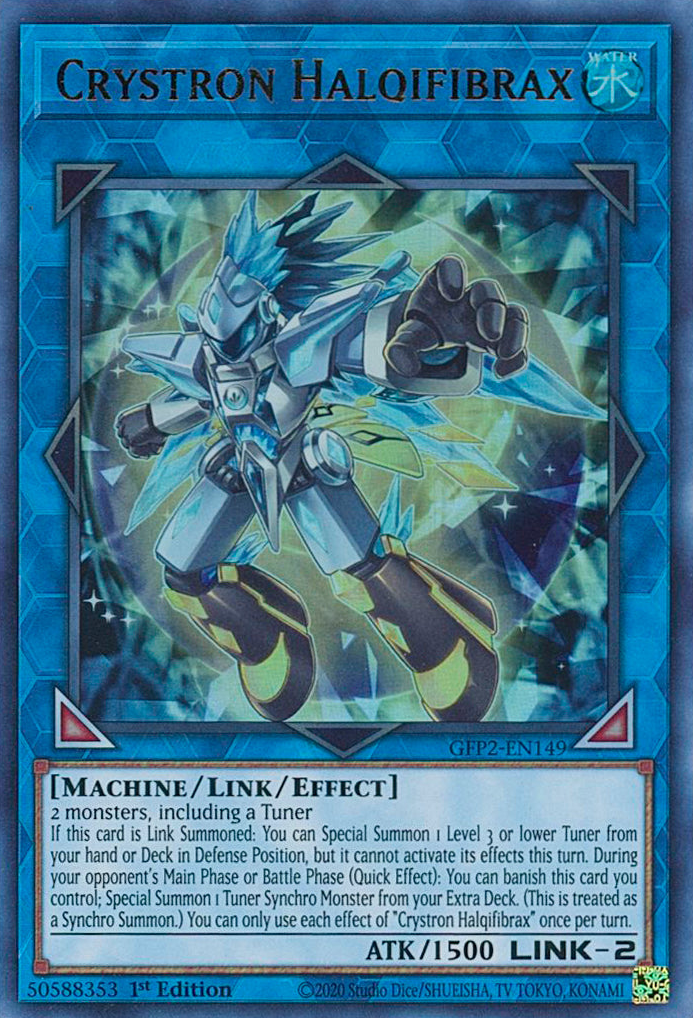 CRYSTRON HALQIFIBRAX
WATER
水
GFP2-EN149
[MACHINE/LINK/EFFECT]
2 monsters, including a Tuner
If this card is Link Summoned: You can Special Summon 1 Level 3 or lower Tuner from
your hand or Deck in Defense Position, but it cannot activate its effects this turn. During
your opponent's Main Phase or Battle Phase (Quick Effect): You can banish this card you
control; Special Summon 1 Tuner Synchro Monster from your Extra Deck. (This is treated as
a Synchro Summon.) You can only use each effect of "Crystron Halqifibrax" once per turn.
ATK/1500 LINK-2
50588353 1st Edition ©2020 Studio Dice/SHUEISHA, TV TOKYO, KONAMI